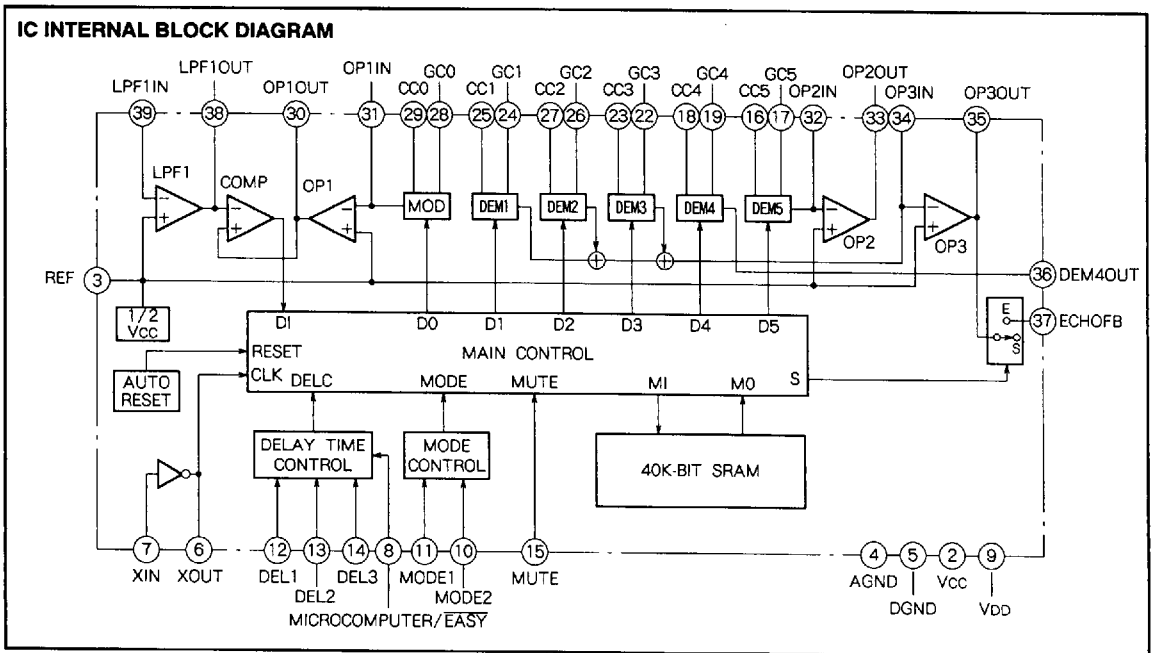 IC INTERNAL BLOCK DIAGRAM
LPF1IN LPF1OUT OP1OUT OP1IN CC0 GC0 CC1 GC1 CC2 GC2 CC3 GC3 CC4 GC4 CC5 GC5 OP2IN OP2OUT OP3IN OP3OUT
39 38 30 31 29 28 25 24 27 26 23 22 18 19 16 17 32 33 34 35
LPF1 COMP OP1 MOD DEM1 DEM2 DEM3 DEM4 DEM5 OP2 OP3
− + − + − + − + − +
+ +
REF 3
36 DEM4OUT
1/2
Vcc
E
37 ECHOFB
S
DI D0 D1 D2 D3 D4 D5
MAIN CONTROL
RESET
CLK DELC MODE MUTE MI MO S
AUTO
RESET
DELAY TIME
CONTROL
MODE
CONTROL
40K-BIT SRAM
7 6 12 13 14 8 11 10 15 4 5 2 9
XIN XOUT DEL1 DEL3 MODE1 MUTE AGND Vcc
DEL2 MODE2 DGND VDD
MICROCOMPUTER/EASY